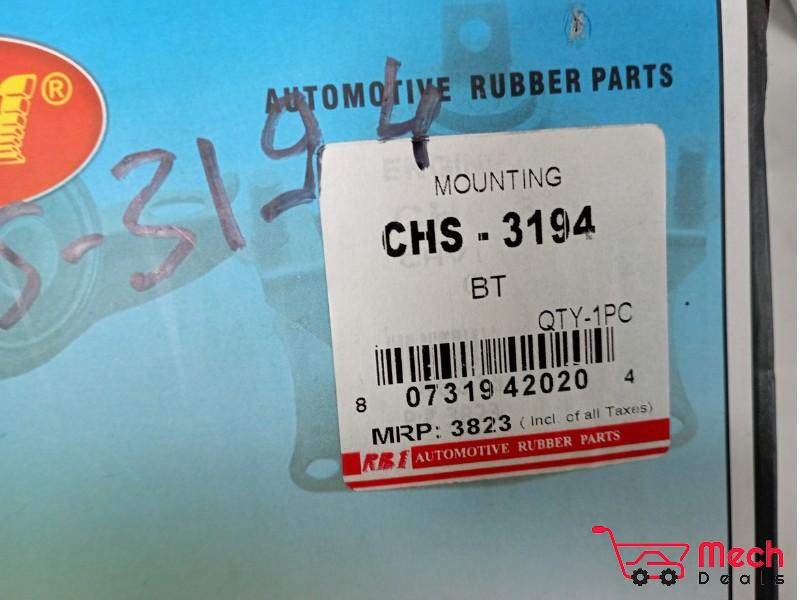 ®
AUTOMOTIVE RUBBER PARTS
S-3194
MOUNTING
CHS - 3194
BT
QTY-1PC
8 07319 42020 4
MRP: 3823 ( Incl. of all Taxes)
RBI AUTOMOTIVE RUBBER PARTS
Mech
Deals